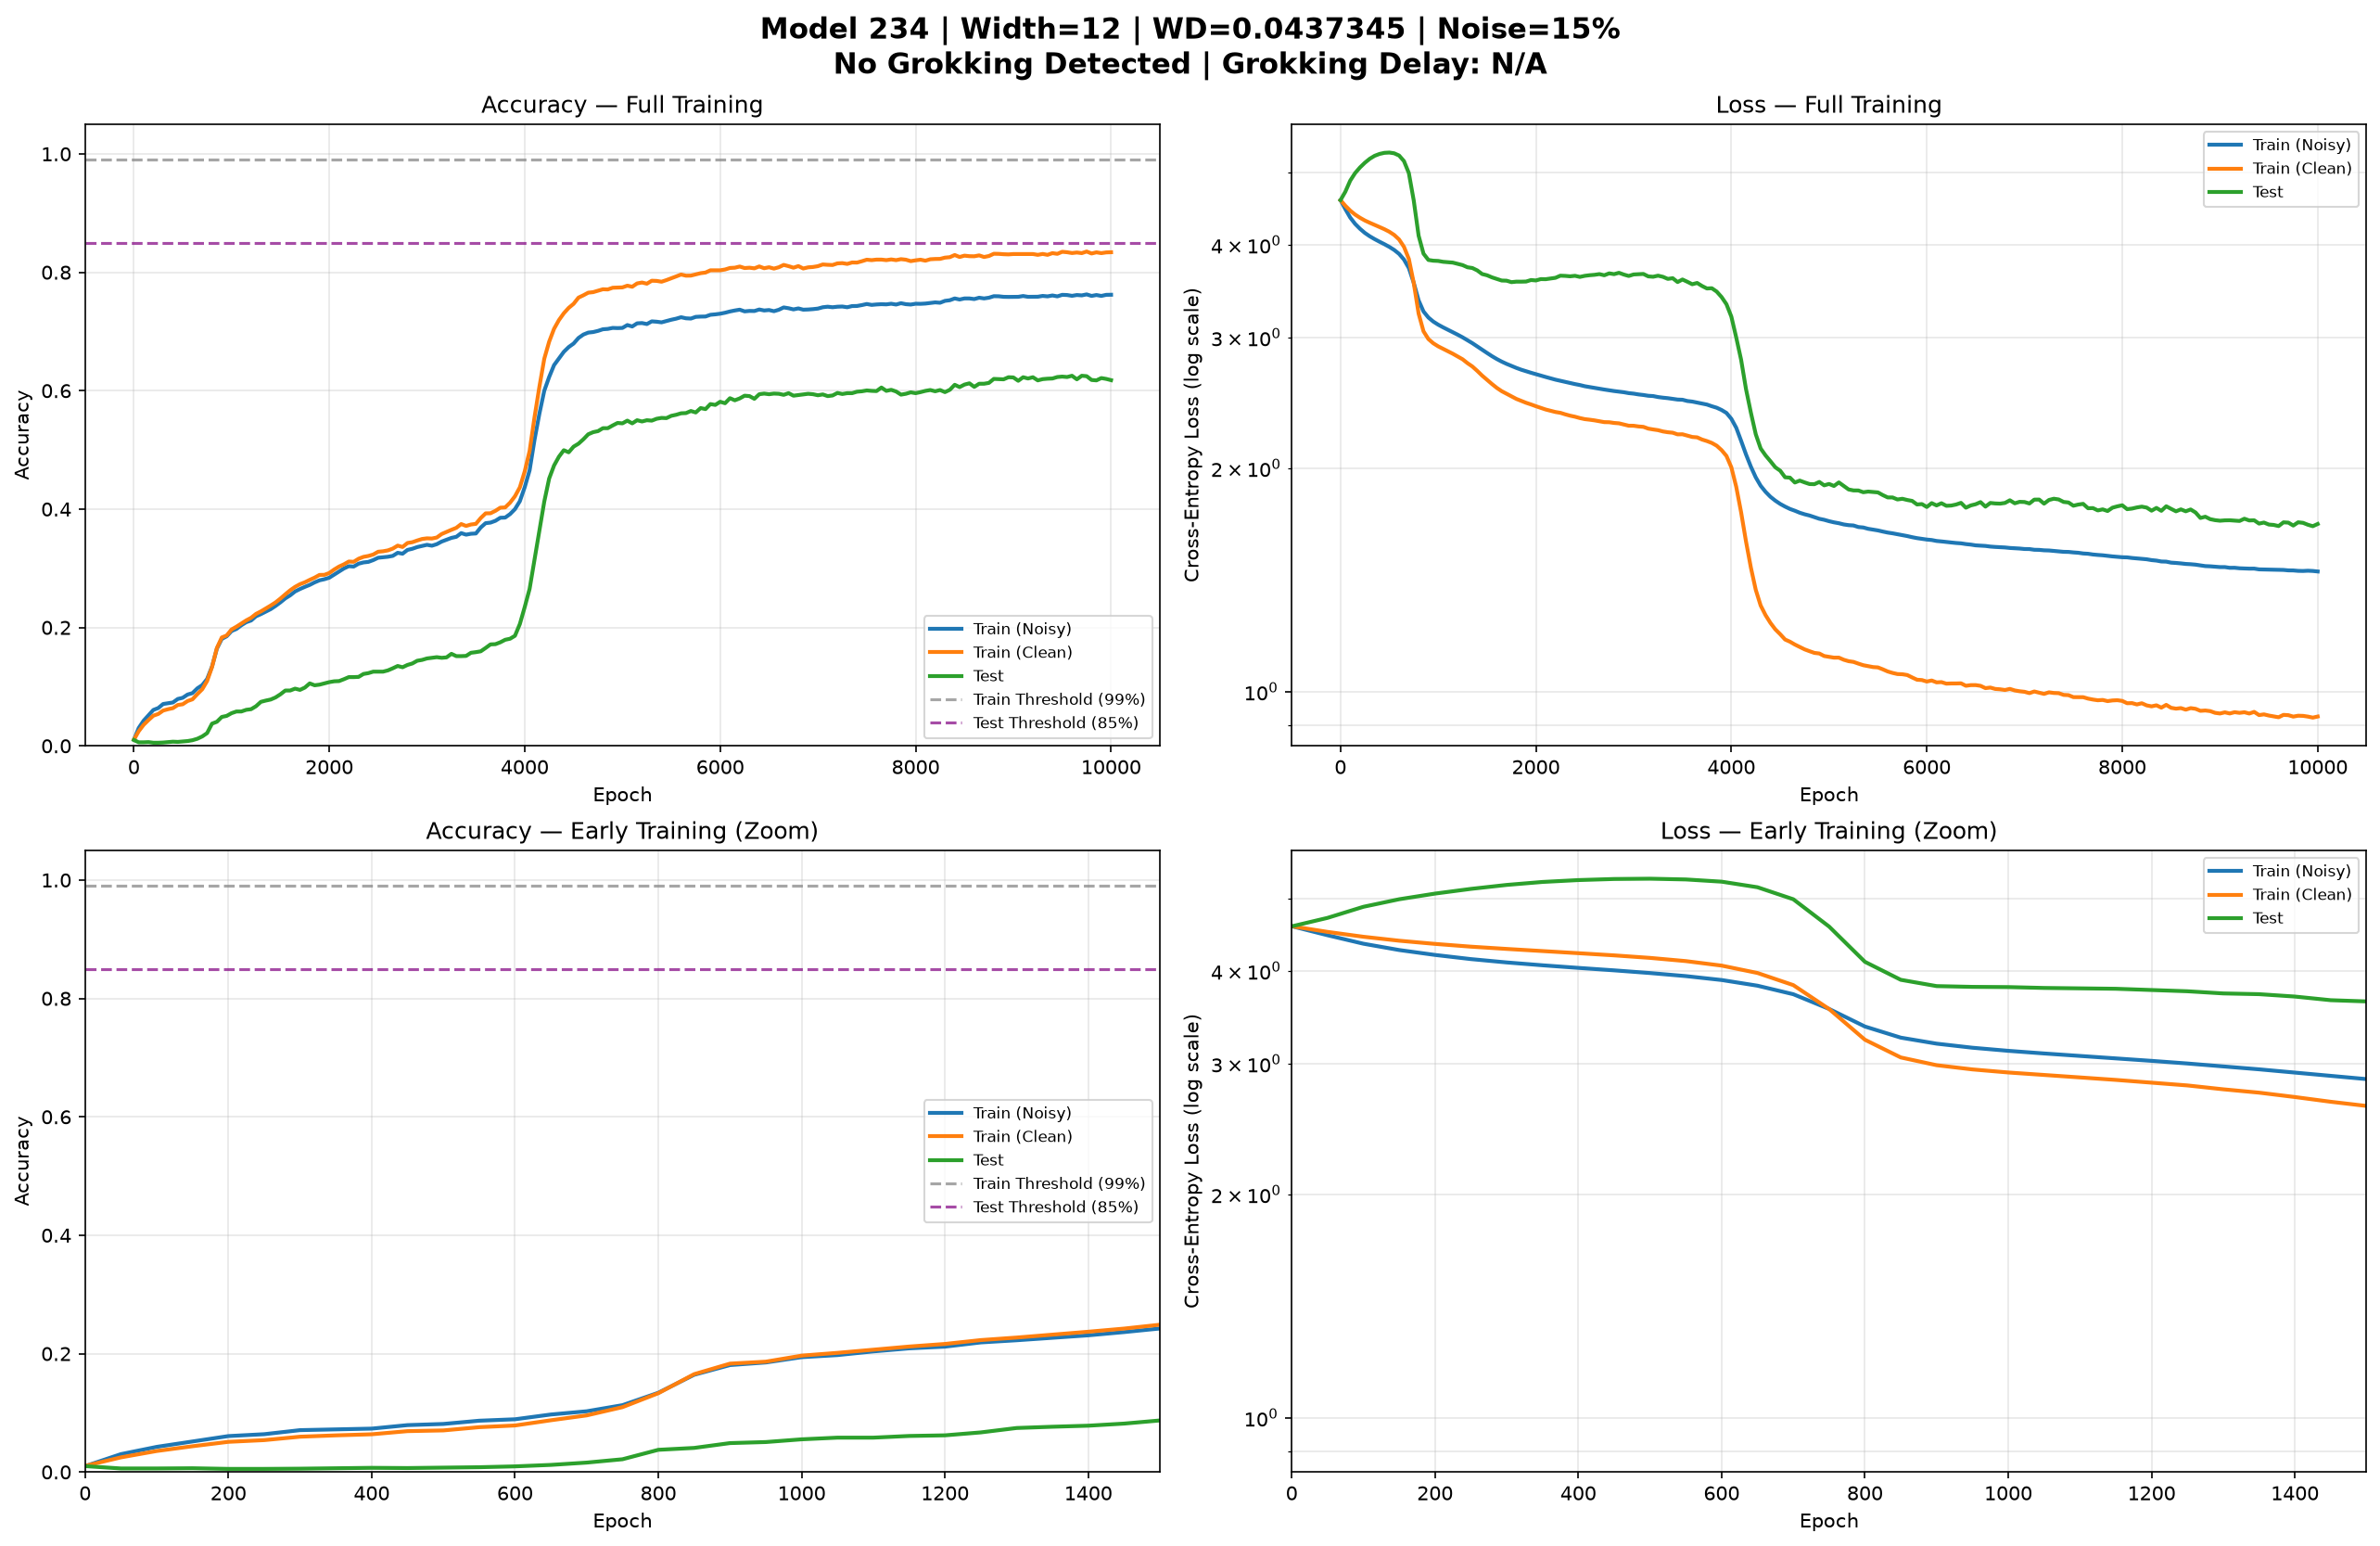 Model 234 | Width=12 | WD=0.0437345 | Noise=15%
No Grokking Detected | Grokking Delay: N/A
Accuracy — Full Training
Accuracy
1.0
0.8
0.6
0.4
0.2
0.0
0 2000 4000 6000 8000 10000
Epoch
Train (Noisy)
Train (Clean)
Test
Train Threshold (99%)
Test Threshold (85%)
Loss — Full Training
Cross-Entropy Loss (log scale)
4 × 10⁰
3 × 10⁰
2 × 10⁰
10⁰
0 2000 4000 6000 8000 10000
Epoch
Train (Noisy)
Train (Clean)
Test
Accuracy — Early Training (Zoom)
Accuracy
1.0
0.8
0.6
0.4
0.2
0.0
0 200 400 600 800 1000 1200 1400
Epoch
Train (Noisy)
Train (Clean)
Test
Train Threshold (99%)
Test Threshold (85%)
Loss — Early Training (Zoom)
Cross-Entropy Loss (log scale)
4 × 10⁰
3 × 10⁰
2 × 10⁰
10⁰
0 200 400 600 800 1000 1200 1400
Epoch
Train (Noisy)
Train (Clean)
Test